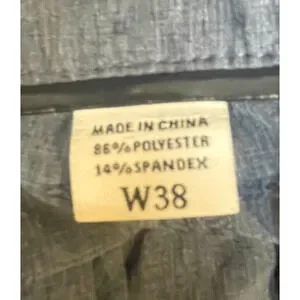 MADE IN CHINA
86%POLYESTER
14%SPANDEX
W38